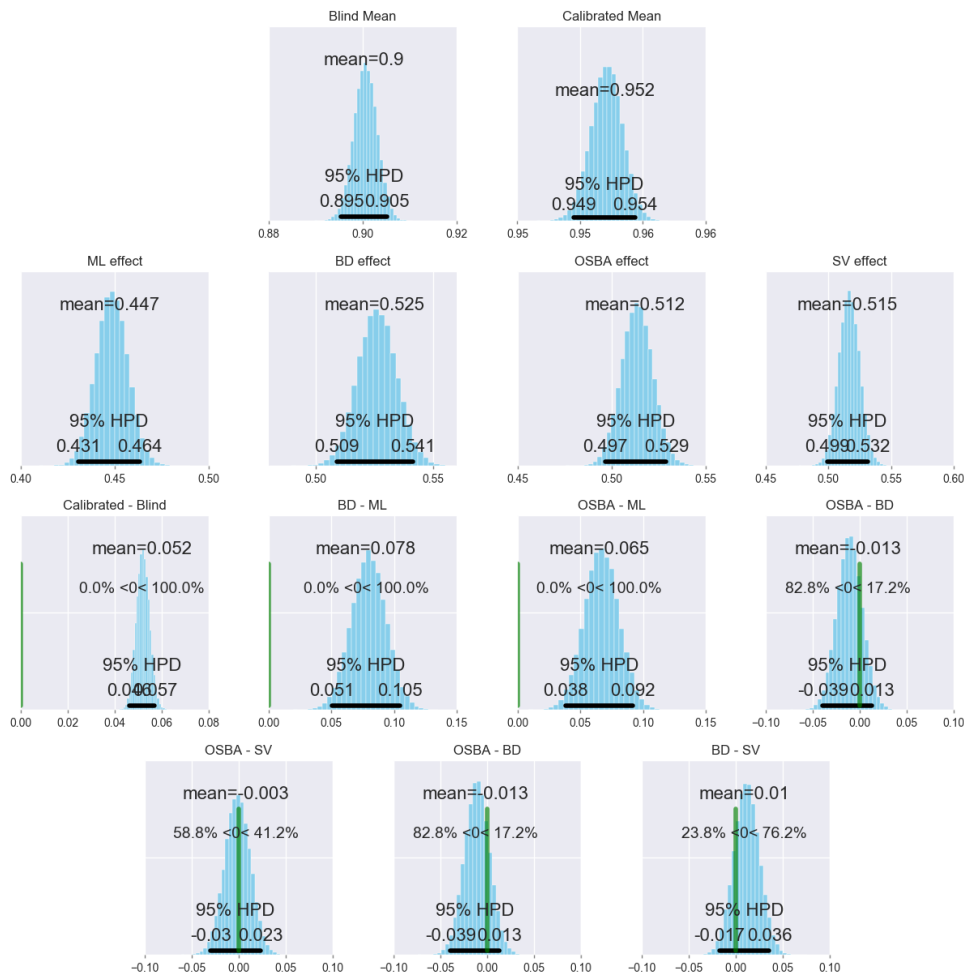 Blind Mean Calibrated Mean
mean=0.9 mean=0.952
95% HPD 95% HPD
0.895 0.905 0.949 0.954
0.88 0.90 0.92 0.95 0.95 0.96 0.96
ML effect BD effect OSBA effect SV effect
mean=0.447 mean=0.525 mean=0.512 mean=0.515
95% HPD 95% HPD 95% HPD 95% HPD
0.431 0.464 0.509 0.541 0.497 0.529 0.499 0.532
0.40 0.45 0.50 0.50 0.55 0.45 0.50 0.55 0.45 0.50 0.55 0.60
Calibrated - Blind BD - ML OSBA - ML OSBA - BD
mean=0.052 mean=0.078 mean=0.065 mean=-0.013
0.0% <0< 100.0% 0.0% <0< 100.0% 0.0% <0< 100.0% 82.8% <0< 17.2%
95% HPD 95% HPD 95% HPD 95% HPD
0.046 0.057 0.051 0.105 0.038 0.092 -0.039 0.013
0.00 0.02 0.04 0.06 0.08 0.00 0.05 0.10 0.15 0.00 0.05 0.10 0.15 -0.10 -0.05 0.00 0.05 0.10
OSBA - SV OSBA - BD BD - SV
mean=-0.003 mean=-0.013 mean=0.01
58.8% <0< 41.2% 82.8% <0< 17.2% 23.8% <0< 76.2%
95% HPD 95% HPD 95% HPD
-0.03 0.023 -0.039 0.013 -0.017 0.036
-0.10 -0.05 0.00 0.05 0.10 -0.10 -0.05 0.00 0.05 0.10 -0.10 -0.05 0.00 0.05 0.10